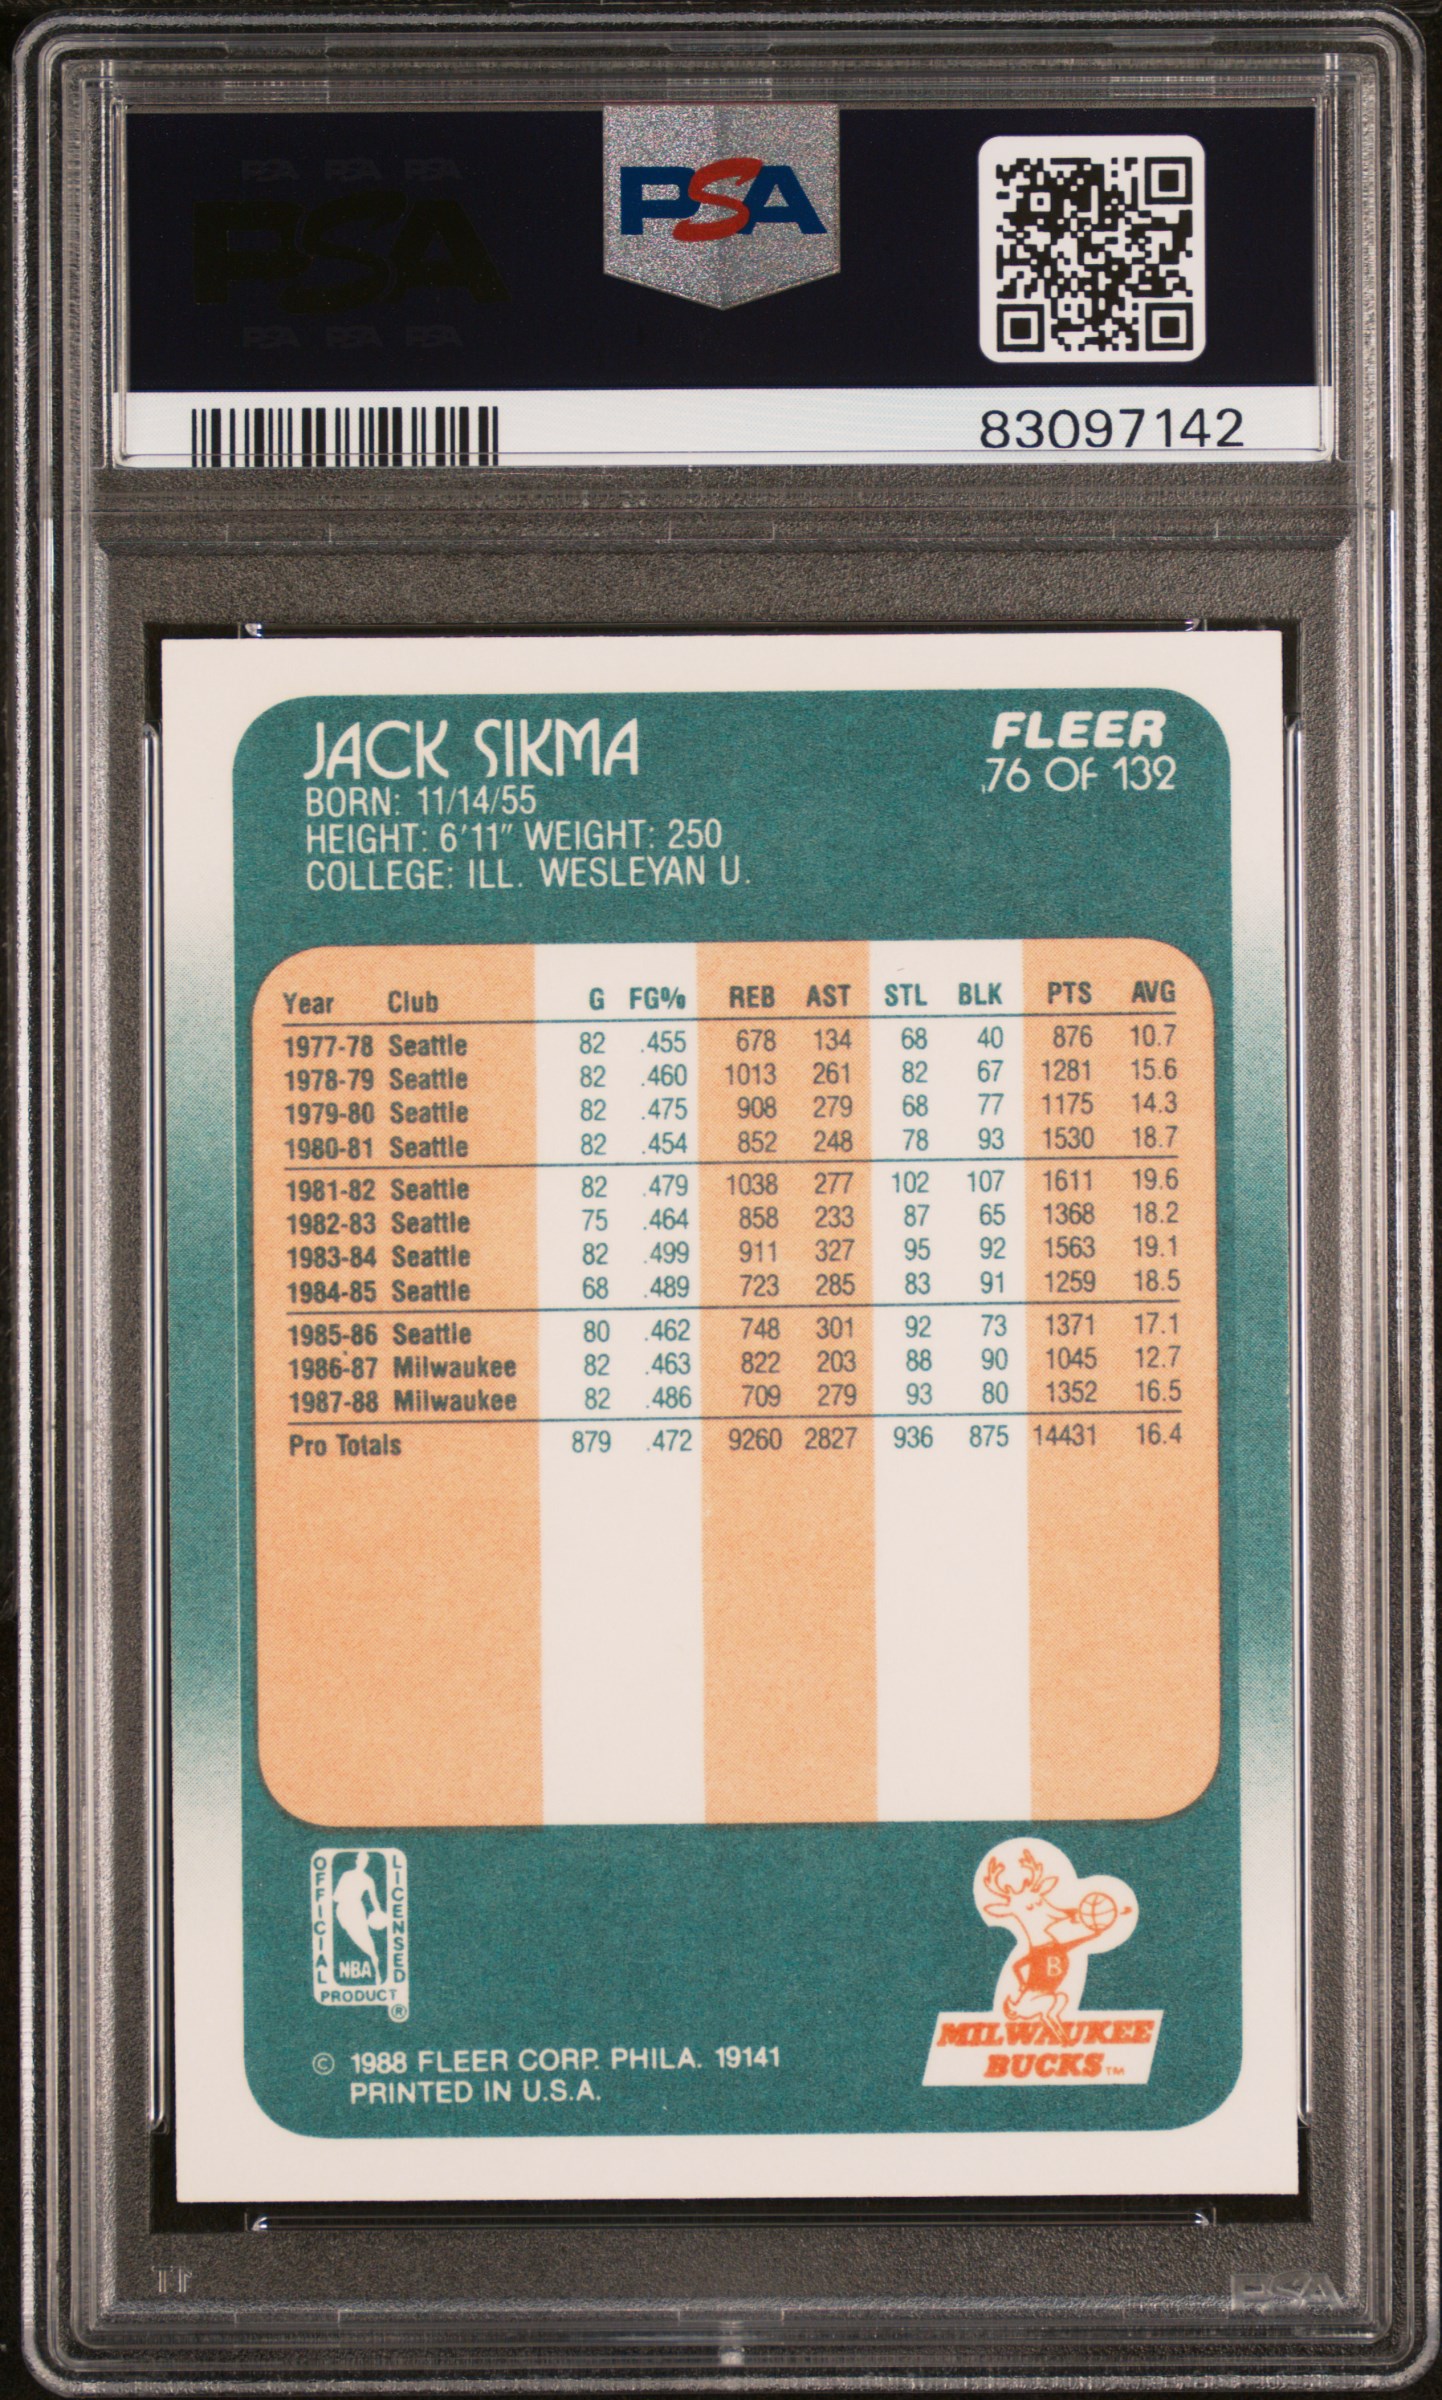 PSA PSA PSA
PSA
PSA PSA PSA
PSA
83097142
JACK SIKMA
BORN: 11/14/55
HEIGHT: 6'11" WEIGHT: 250
COLLEGE: ILL. WESLEYAN U.
FLEER
76 OF 132
Year Club G FG% REB AST STL BLK PTS AVG
1977-78 Seattle 82 .455 678 134 68 40 876 10.7
1978-79 Seattle 82 .460 1013 261 82 67 1281 15.6
1979-80 Seattle 82 .475 908 279 68 77 1175 14.3
1980-81 Seattle 82 .454 852 248 78 93 1530 18.7
1981-82 Seattle 82 .479 1038 277 102 107 1611 19.6
1982-83 Seattle 75 .464 858 233 87 65 1368 18.2
1983-84 Seattle 82 .499 911 327 95 92 1563 19.1
1984-85 Seattle 68 .489 723 285 83 91 1259 18.5
1985-86 Seattle 80 .462 748 301 92 73 1371 17.1
1986-87 Milwaukee 82 .463 822 203 88 90 1045 12.7
1987-88 Milwaukee 82 .486 709 279 93 80 1352 16.5
Pro Totals 879 .472 9260 2827 936 875 14431 16.4
OFFICIAL
LICENSED
NBA
PRODUCT
®
B
MILWAUKEE
BUCKS™
© 1988 FLEER CORP. PHILA. 19141
PRINTED IN U.S.A.
PSA